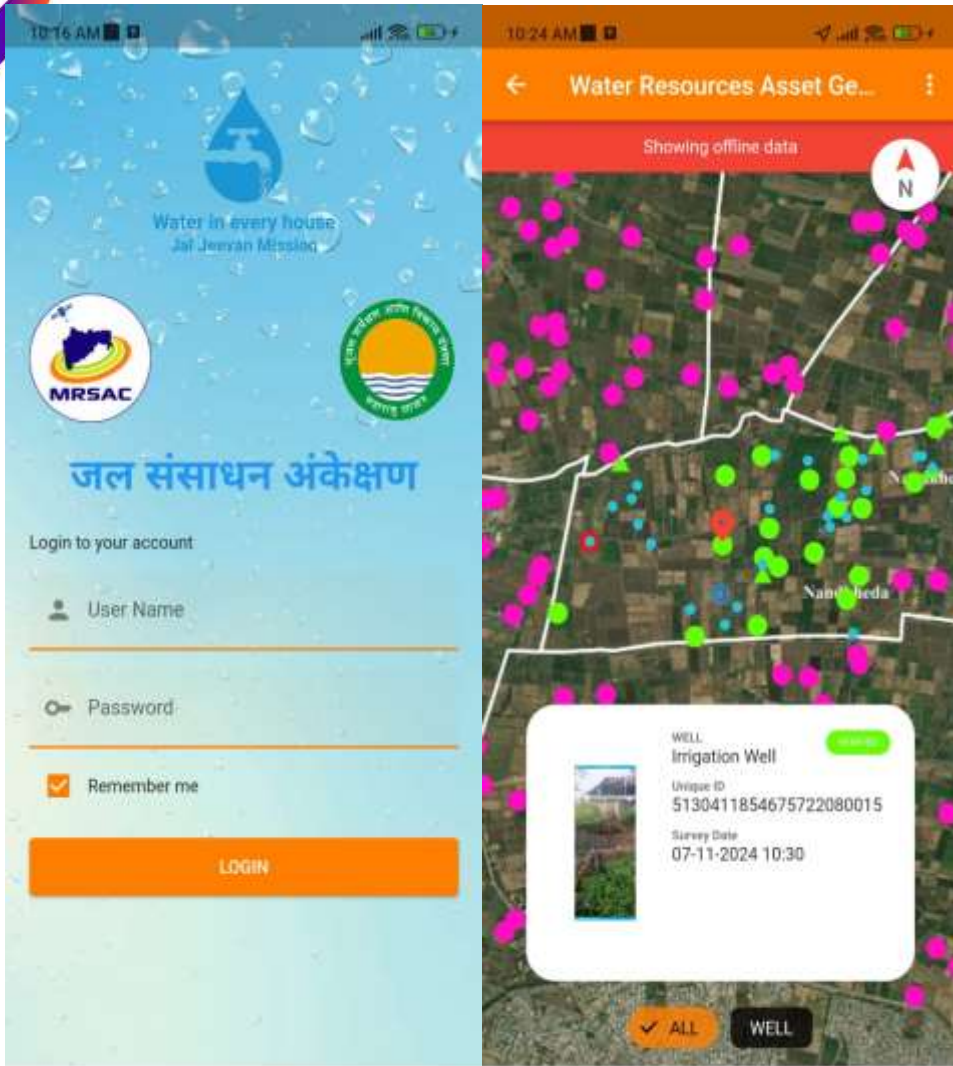 10:16 AM
Water in every house
Jal Jeevan Mission
MRSAC
जल संसाधन अंकेक्षण
Login to your account
User Name
Password
Remember me
LOGIN
10:24 AM
Water Resources Asset Ge...
Showing offline data
N
Nandkheda
WELL
Irrigation Well
Unique ID
5130411854675722080015
Survey Date
07-11-2024 10:30
ALL
WELL